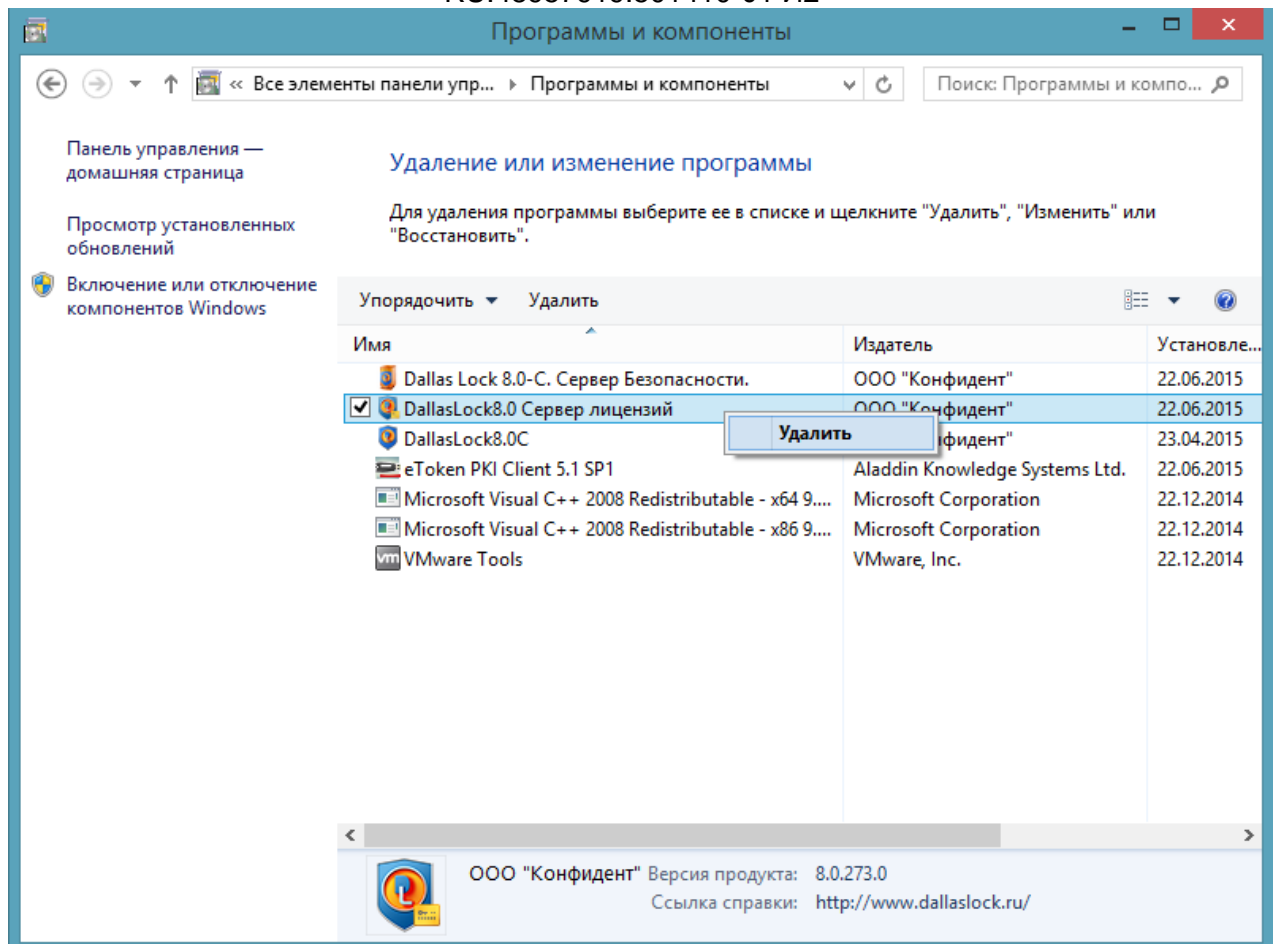 Программы и компоненты
« Все элементы панели упр... Программы и компоненты
Поиск: Программы и компо...
Панель управления —
домашняя страница
Просмотр установленных
обновлений
Включение или отключение
компонентов Windows
Удаление или изменение программы
Для удаления программы выберите ее в списке и щелкните "Удалить", "Изменить" или
"Восстановить".
Упорядочить Удалить
Имя Издатель Установле...
Dallas Lock 8.0-С. Сервер Безопасности. ООО "Конфидент" 22.06.2015
DallasLock8.0 Сервер лицензий ООО "Конфидент" 22.06.2015
Удалить
DallasLock8.0C фидент" 23.04.2015
eToken PKI Client 5.1 SP1 Aladdin Knowledge Systems Ltd. 22.06.2015
Microsoft Visual C++ 2008 Redistributable - x64 9.... Microsoft Corporation 22.12.2014
Microsoft Visual C++ 2008 Redistributable - x86 9.... Microsoft Corporation 22.12.2014
VMware Tools VMware, Inc. 22.12.2014
ООО "Конфидент" Версия продукта: 8.0.273.0
Ссылка справки: http://www.dallaslock.ru/